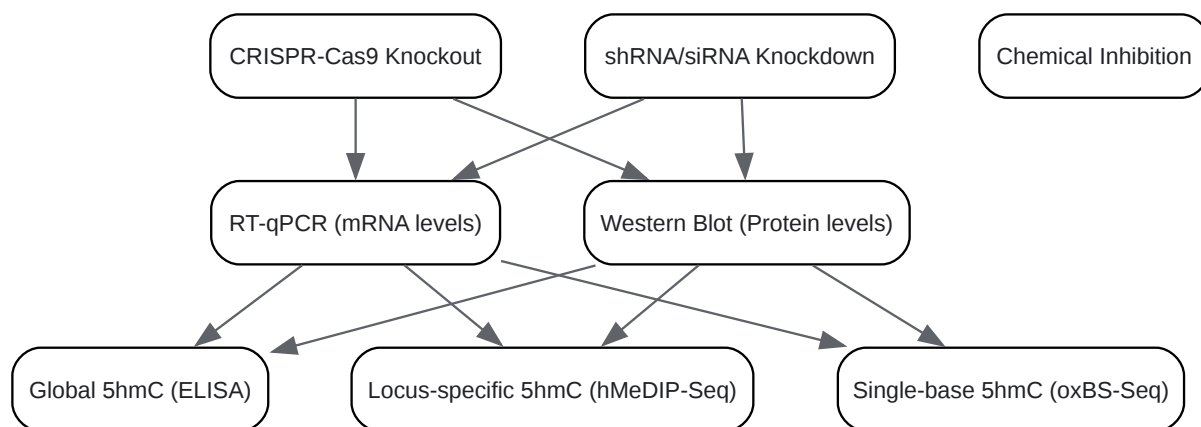 CRISPR-Cas9 Knockout
shRNA/siRNA Knockdown
Chemical Inhibition
RT-qPCR (mRNA levels)
Western Blot (Protein levels)
Global 5hmC (ELISA)
Locus-specific 5hmC (hMeDIP-Seq)
Single-base 5hmC (oxBS-Seq)